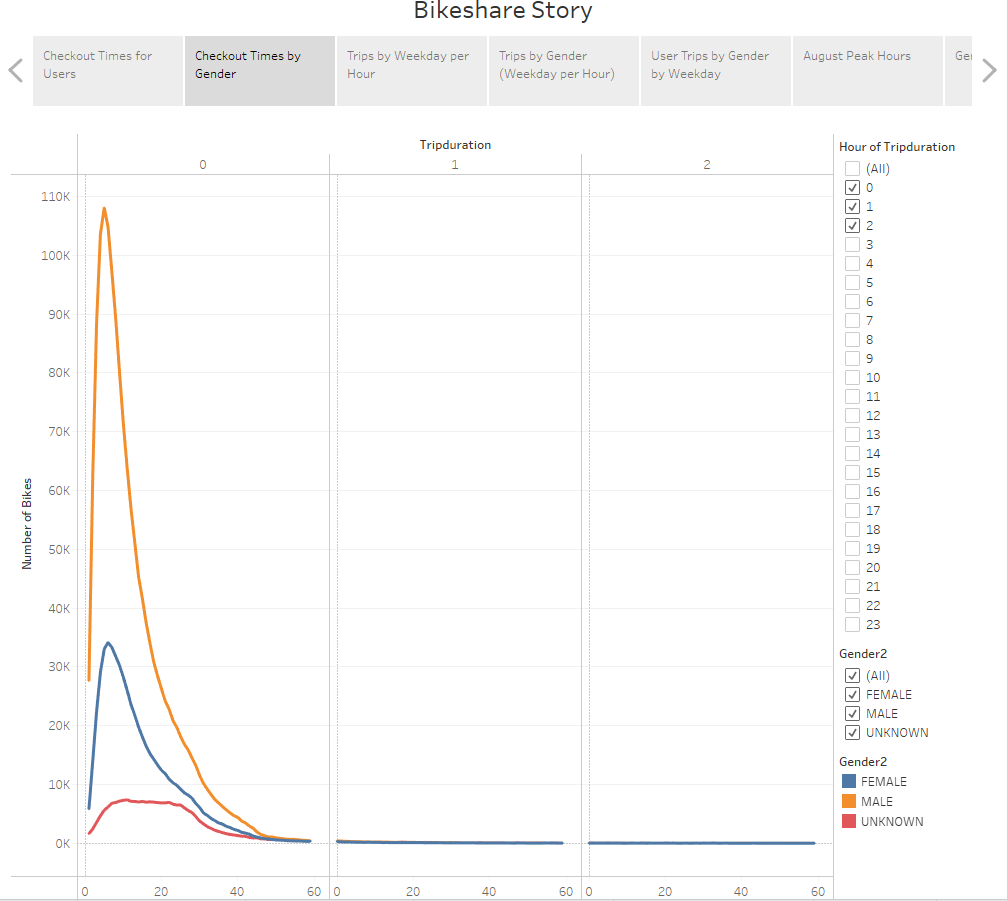 Bikeshare Story
Checkout Times for
Users
Checkout Times by
Gender
Trips by Weekday per
Hour
Trips by Gender
(Weekday per Hour)
User Trips by Gender
by Weekday
August Peak Hours
Tripduration
0
1
2
110K
100K
90K
80K
70K
60K
50K
40K
30K
20K
10K
0K
Number of Bikes
0 20 40 60 0 20 40 60 0 20 40 60
Hour of Tripduration
(All)
0
1
2
3
4
5
6
7
8
9
10
11
12
13
14
15
16
17
18
19
20
21
22
23
Gender2
(All)
FEMALE
MALE
UNKNOWN
Gender2
FEMALE
MALE
UNKNOWN